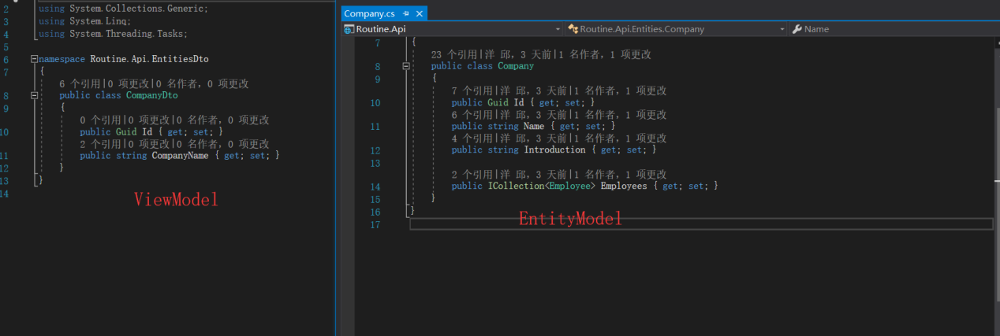 2 using System.Collections.Generic;
3 using System.Linq;
4 using System.Threading.Tasks;
5
6 namespace Routine.Api.EntitiesDto
7 {
6 个引用|0 项更改|0 名作者, 0 项更改
8 public class CompanyDto
9 {
0 个引用|0 项更改|0 名作者, 0 项更改
10 public Guid Id { get; set; }
2 个引用|0 项更改|0 名作者, 0 项更改
11 public string CompanyName { get; set; }
12 }
13 }
14
ViewModel
Company.cs
Routine.Api
Routine.Api.Entities.Company
Name
7 {
23 个引用|洋 邱, 3 天前|1 名作者, 1 项更改
8 public class Company
9 {
7 个引用|洋 邱, 3 天前|1 名作者, 1 项更改
10 public Guid Id { get; set; }
6 个引用|洋 邱, 3 天前|1 名作者, 1 项更改
11 public string Name { get; set; }
4 个引用|洋 邱, 3 天前|1 名作者, 1 项更改
12 public string Introduction { get; set; }
13
2 个引用|洋 邱, 3 天前|1 名作者, 1 项更改
14 public ICollection<Employee> Employees { get; set; }
15 }
16 }
17
EntityModel